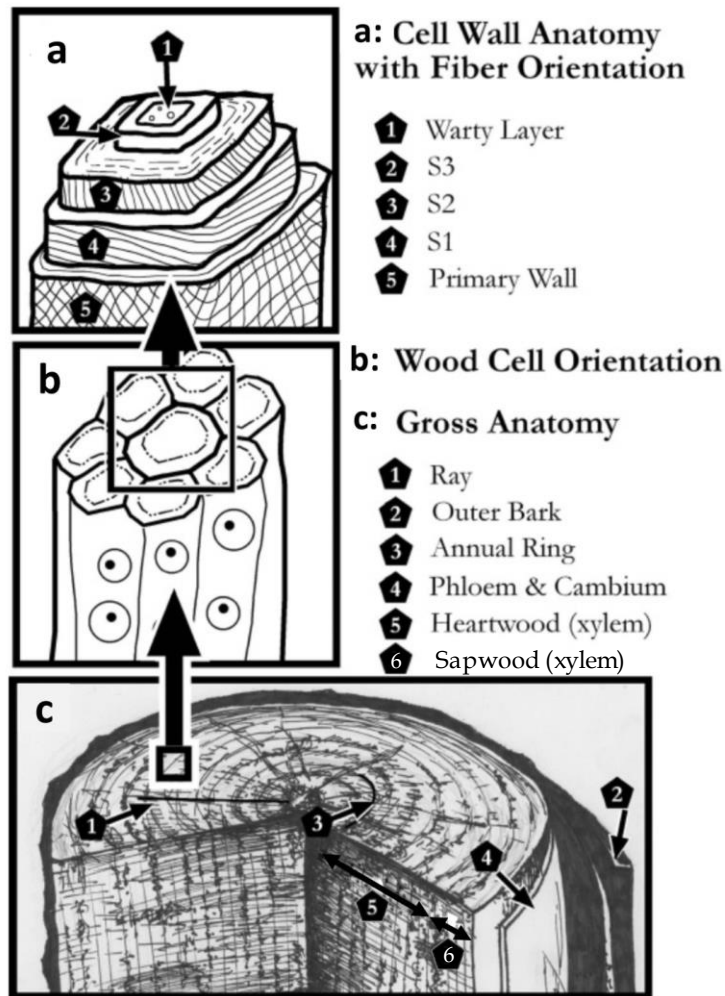 a
1
2
3
4
5
a: Cell Wall Anatomy
with Fiber Orientation
1 Warty Layer
2 S3
3 S2
4 S1
5 Primary Wall
b
b: Wood Cell Orientation
c: Gross Anatomy
1 Ray
2 Outer Bark
3 Annual Ring
4 Phloem & Cambium
5 Heartwood (xylem)
6 Sapwood (xylem)
c
1
3
2
4
5
6